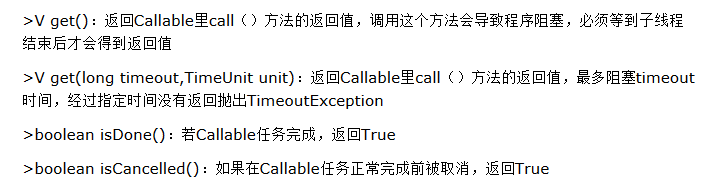 >V get()：返回Callable里call（）方法的返回值，调用这个方法会导致程序阻塞，必须等到子线程
结束后才会得到返回值
>V get(long timeout,TimeUnit unit)：返回Callable里call（）方法的返回值，最多阻塞timeout
时间，经过指定时间没有返回抛出TimeoutException
>boolean isDone()：若Callable任务完成，返回True
>boolean isCancelled()：如果在Callable任务正常完成前被取消，返回True